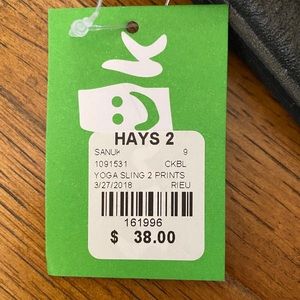 k
HAYS 2
SANUK 9
1091531 CKBL
YOGA SLING 2 PRINTS
3/27/2018 RIEU
161996
$ 38.00